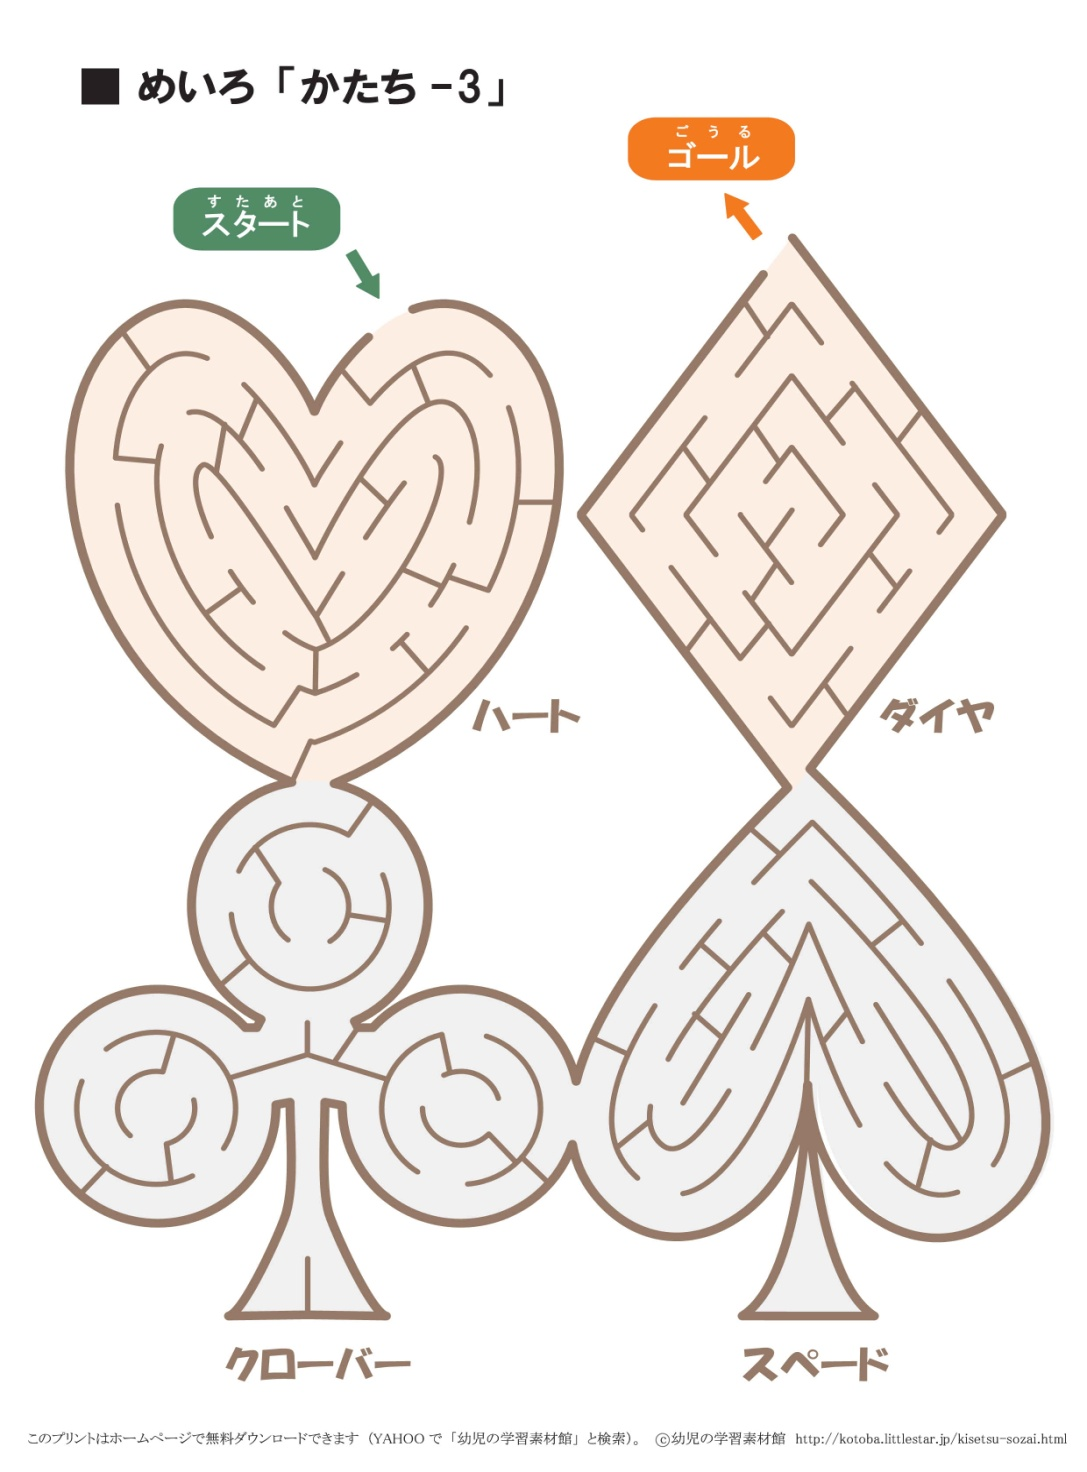 ■ めいろ「かたち－3」
ごうる
ゴール
すたあと
スタート
ハート
ダイヤ
クローバー
スペード
このプリントはホームページで無料ダウンロードできます（YAHOO で「幼児の学習素材館」と検索）。 ©幼児の学習素材館 http://kotoba.littlestar.jp/kisetsu-sozai.html